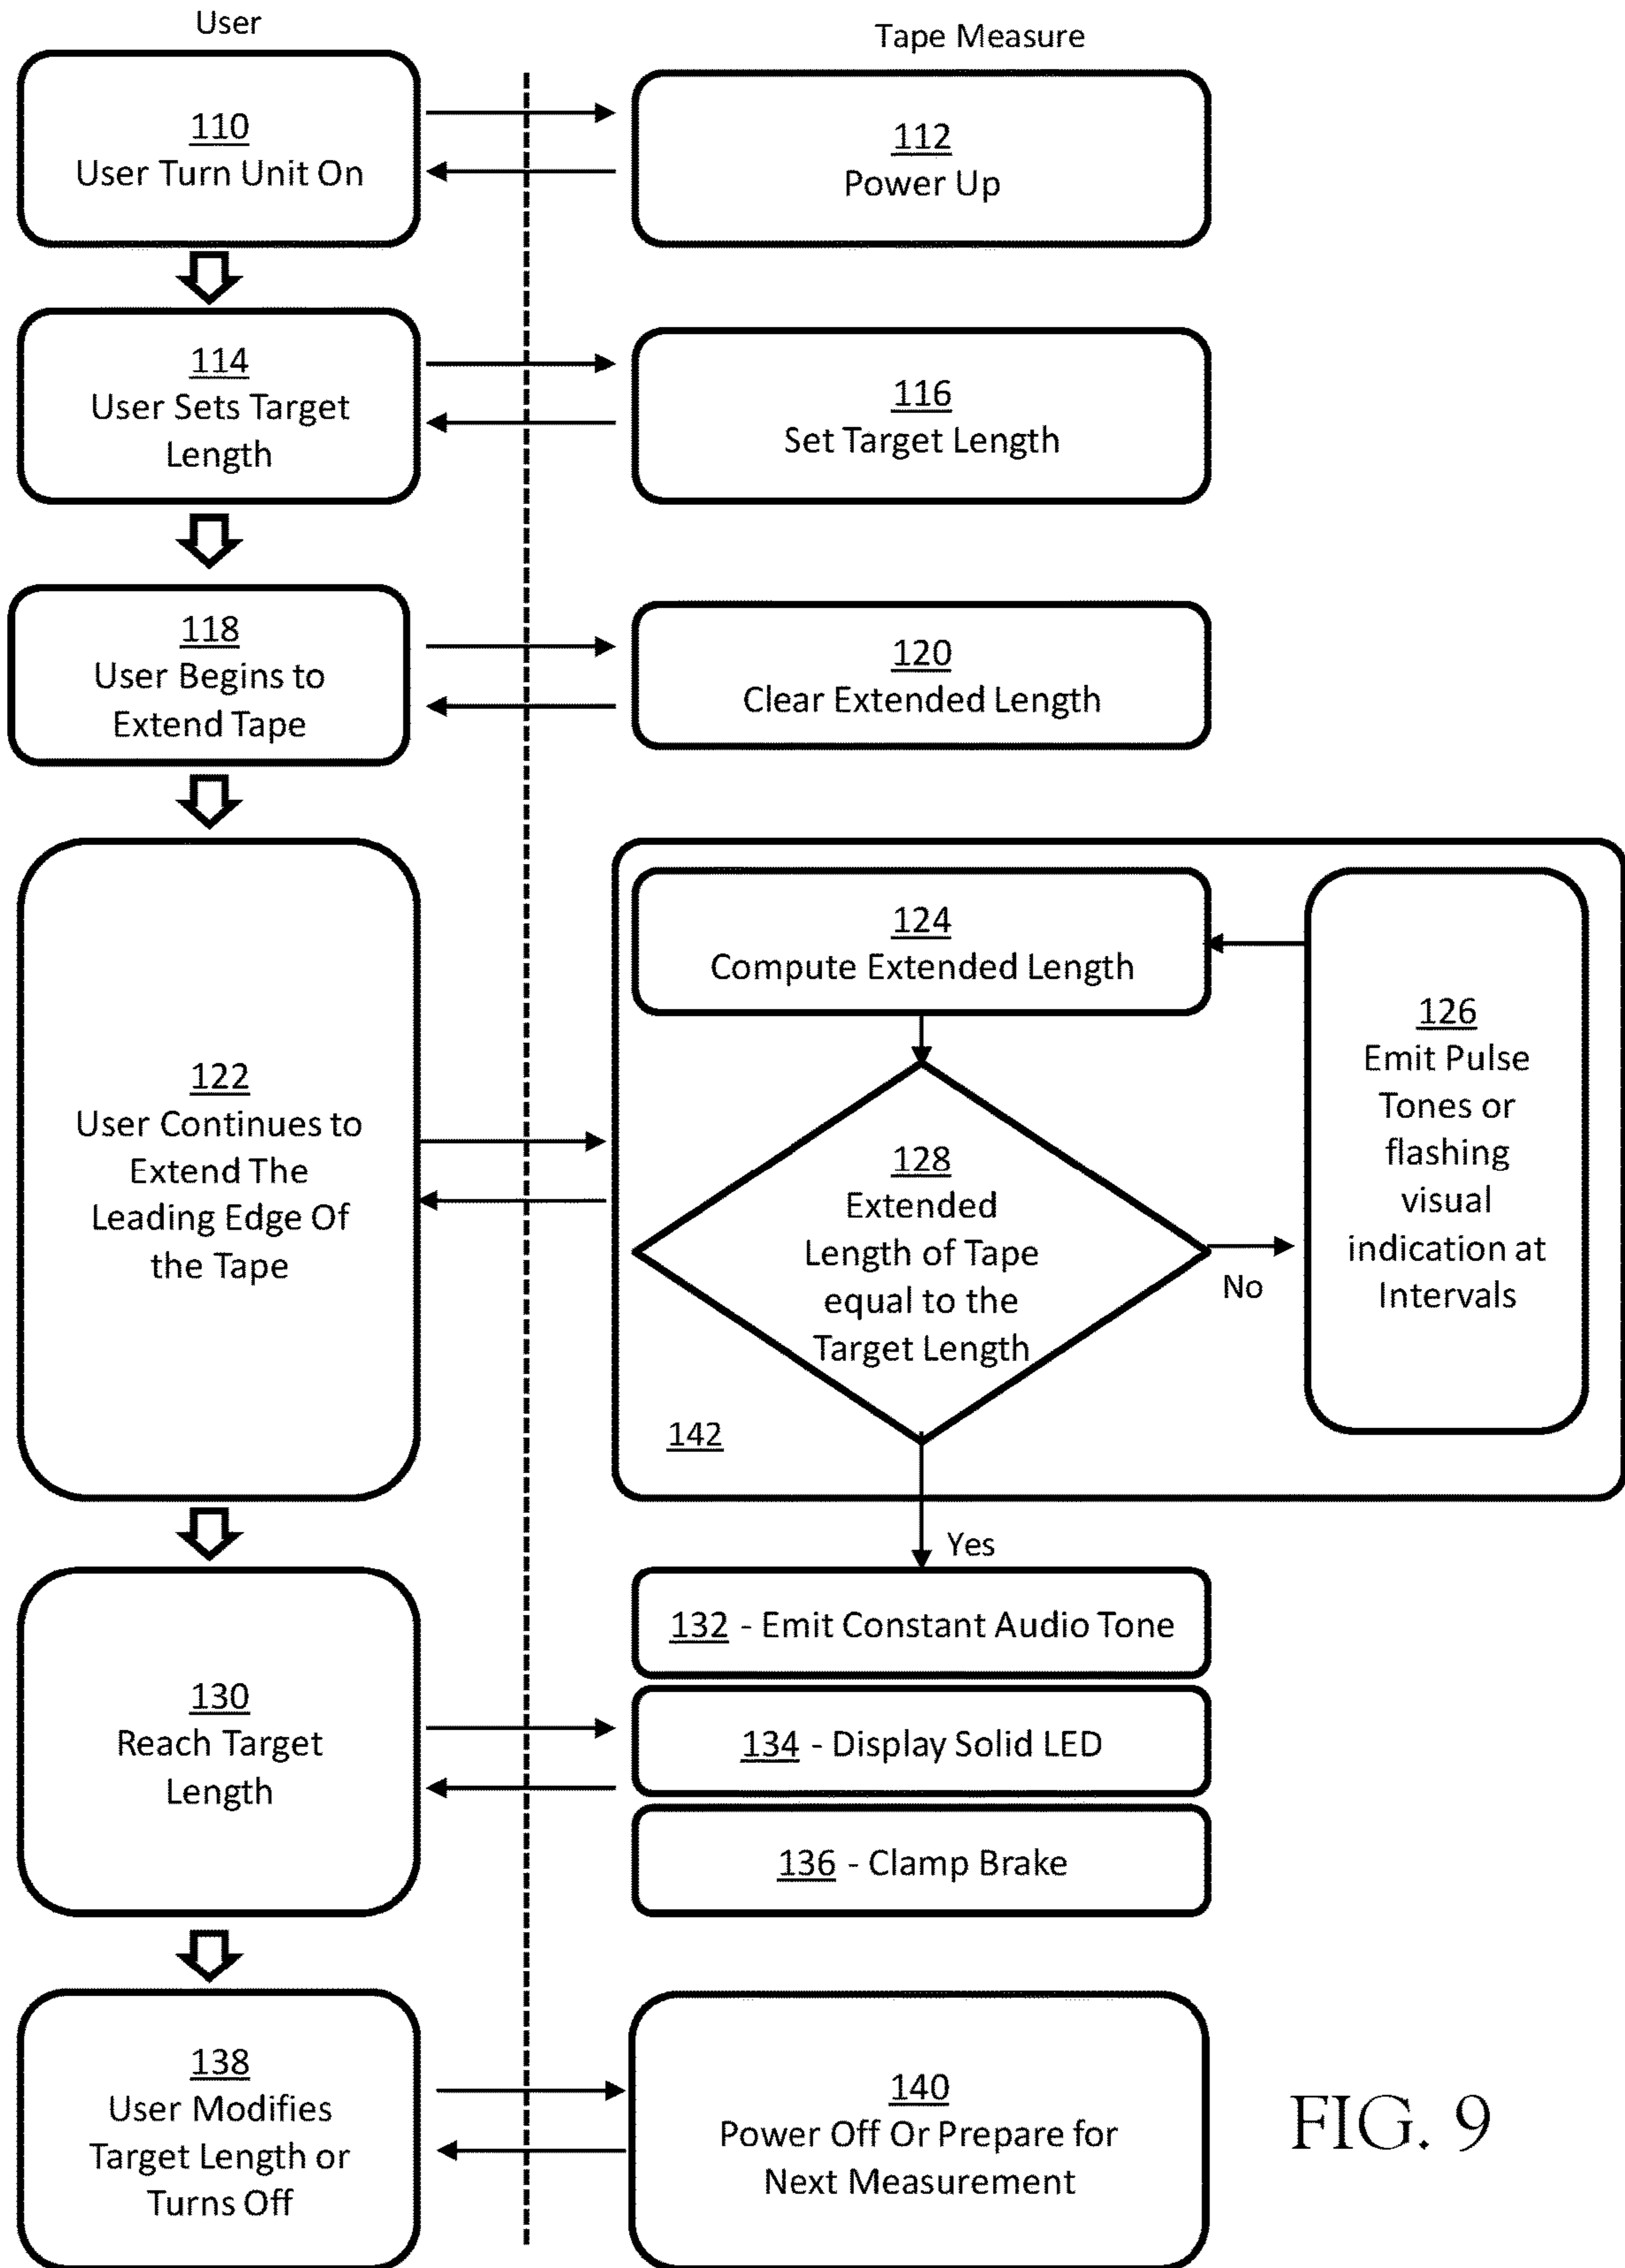 User
Tape Measure
110
User Turn Unit On
112
Power Up
114
User Sets Target
Length
116
Set Target Length
118
User Begins to
Extend Tape
120
Clear Extended Length
122
User Continues to
Extend The
Leading Edge Of
the Tape
124
Compute Extended Length
126
Emit Pulse
Tones or
flashing
visual
indication at
Intervals
128
Extended
Length of Tape
equal to the
Target Length
No
142
Yes
130
Reach Target
Length
132 - Emit Constant Audio Tone
134 - Display Solid LED
136 - Clamp Brake
138
User Modifies
Target Length or
Turns Off
140
Power Off Or Prepare for
Next Measurement
FIG. 9